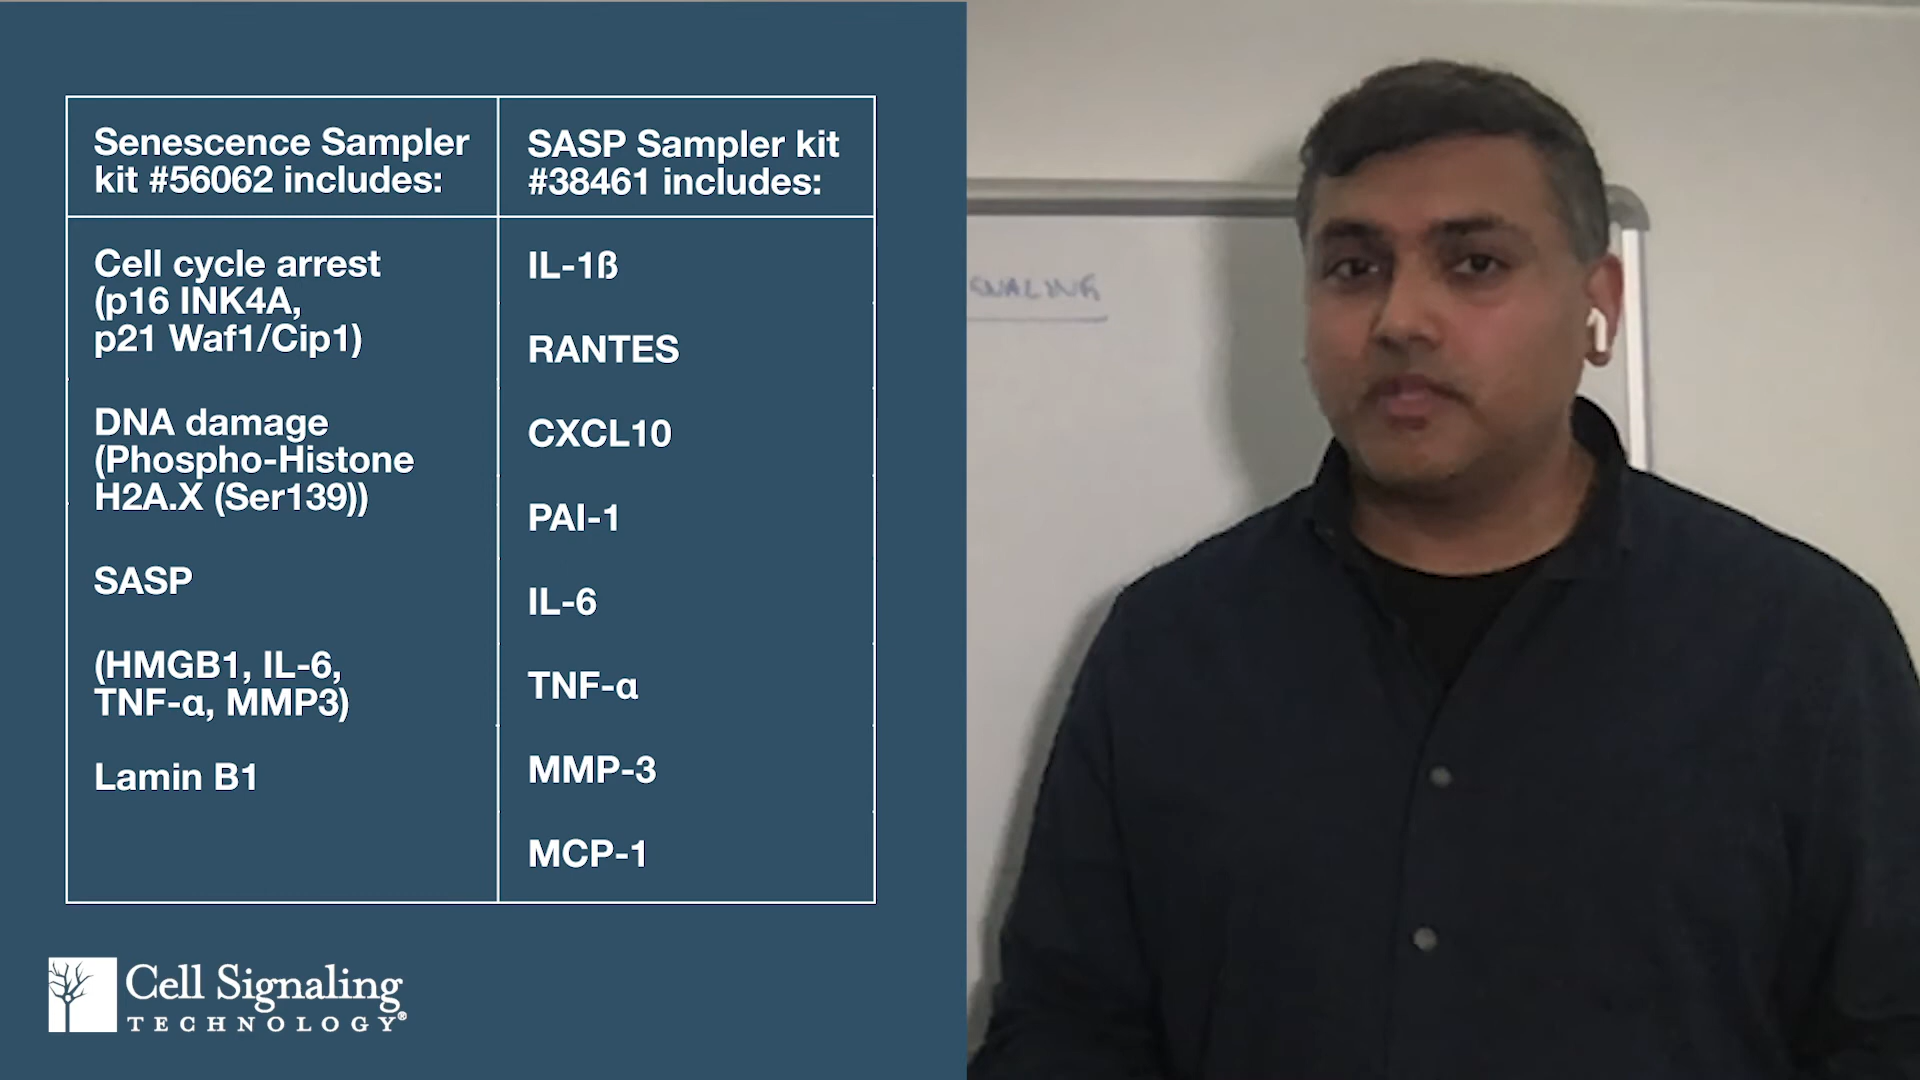 Senescence Sampler
kit #56062 includes:
SASP Sampler kit
#38461 includes:
Cell cycle arrest
(p16 INK4A,
p21 Waf1/Cip1)
DNA damage
(Phospho-Histone
H2A.X (Ser139))
SASP
(HMGB1, IL-6,
TNF-α, MMP3)
Lamin B1
IL-1ß
RANTES
CXCL10
PAI-1
IL-6
TNF-α
MMP-3
MCP-1
Cell Signaling
TECHNOLOGY®